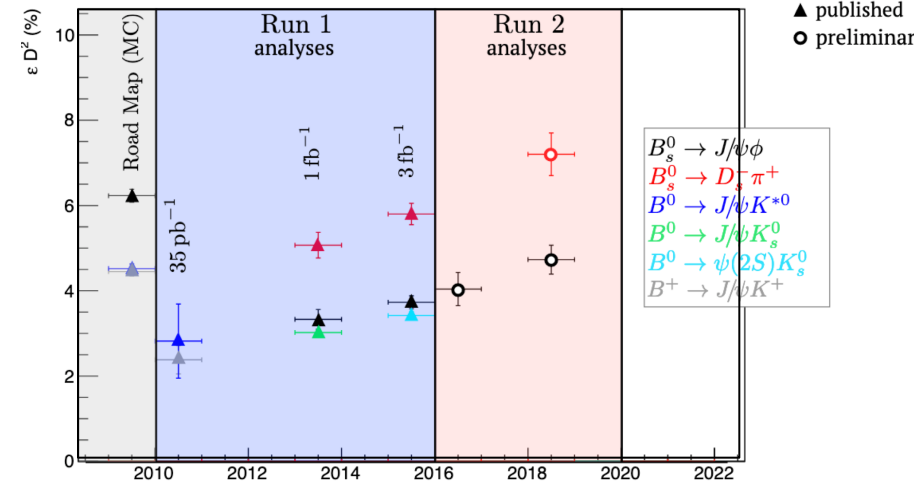 ε D² (%)
Run 1
analyses
Run 2
analyses
published
preliminar
Road Map (MC)
35 pb⁻¹
1 fb⁻¹
3 fb⁻¹
10
8
6
4
2
0
B⁰ₛ → J/ψϕ
B⁰ₛ → D⁻ₛ π⁺
B⁰ → J/ψK*⁰
B⁰ → J/ψK⁰ₛ
B⁰ → ψ(2S)K⁰ₛ
B⁺ → J/ψK⁺
2010 2012 2014 2016 2018 2020 2022